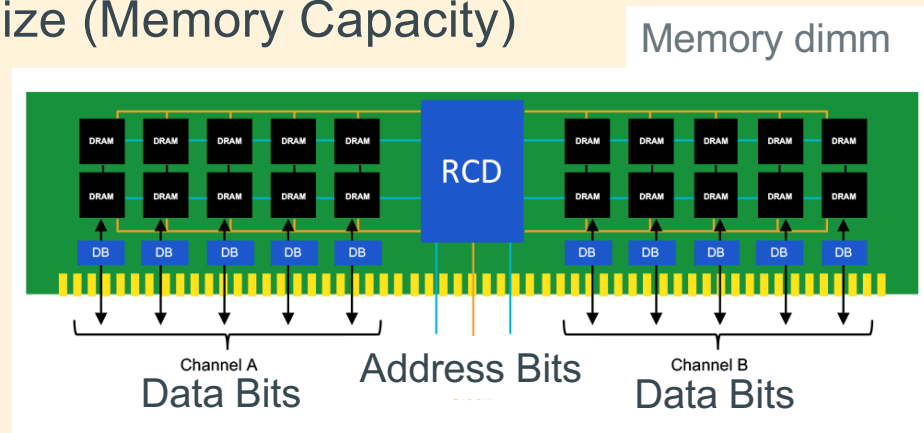 ize (Memory Capacity)
Memory dimm
DRAM DRAM DRAM DRAM DRAM
RCD
DRAM DRAM DRAM DRAM DRAM
DRAM DRAM DRAM DRAM DRAM
DRAM DRAM DRAM DRAM DRAM
DB DB DB DB DB
DB DB DB DB DB
Channel A
Data Bits
Address Bits
Channel B
Data Bits